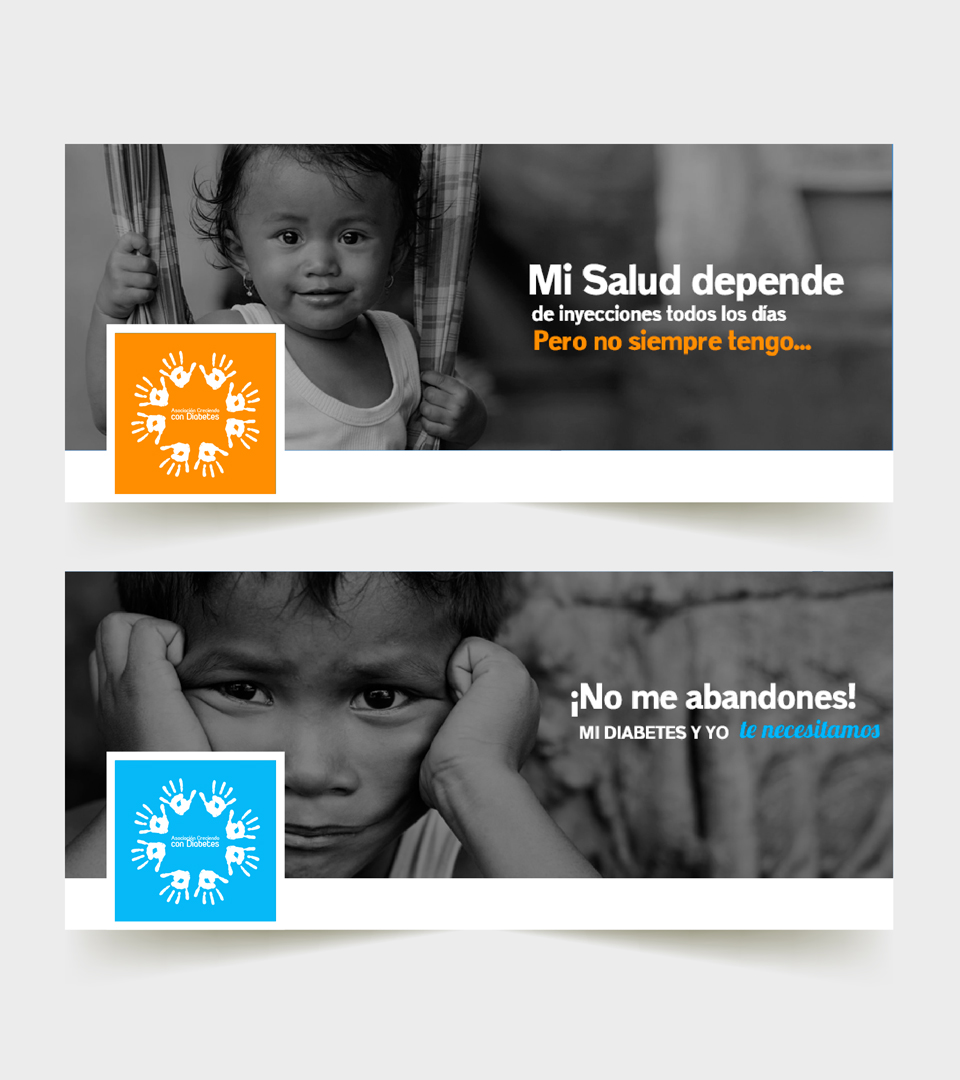 Mi Salud depende
de inyecciones todos los días
Pero no siempre tengo...
Asociación Creciendo
con Diabetes
¡No me abandones!
MI DIABETES Y YO te necesitamos
Asociación Creciendo
con Diabetes